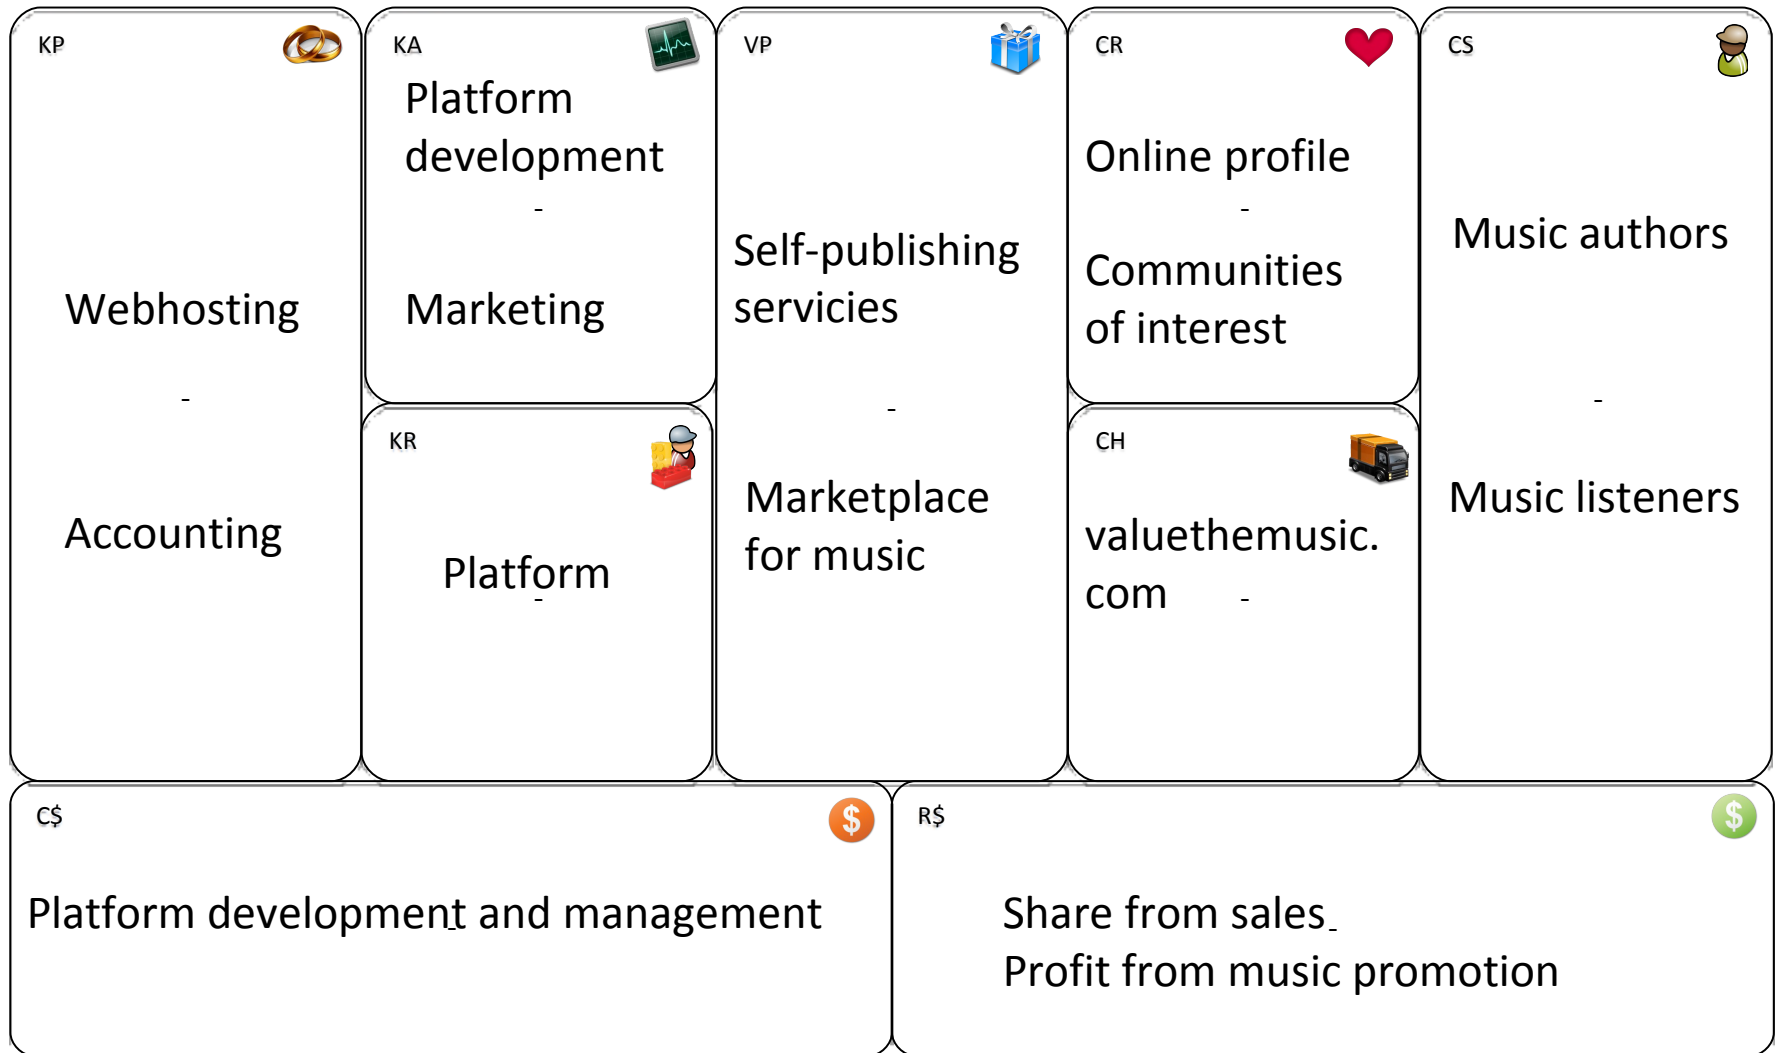 KP
Webhosting
-
Accounting
KA
Platform
development
-
Marketing
KR
Platform
-
VP
Self-publishing
servicies
-
Marketplace
for music
CR
Online profile
-
Communities
of interest
CH
valuethemusic.
com -
CS
Music authors
-
Music listeners
C$
Platform development and management
-
R$
Share from sales -
Profit from music promotion